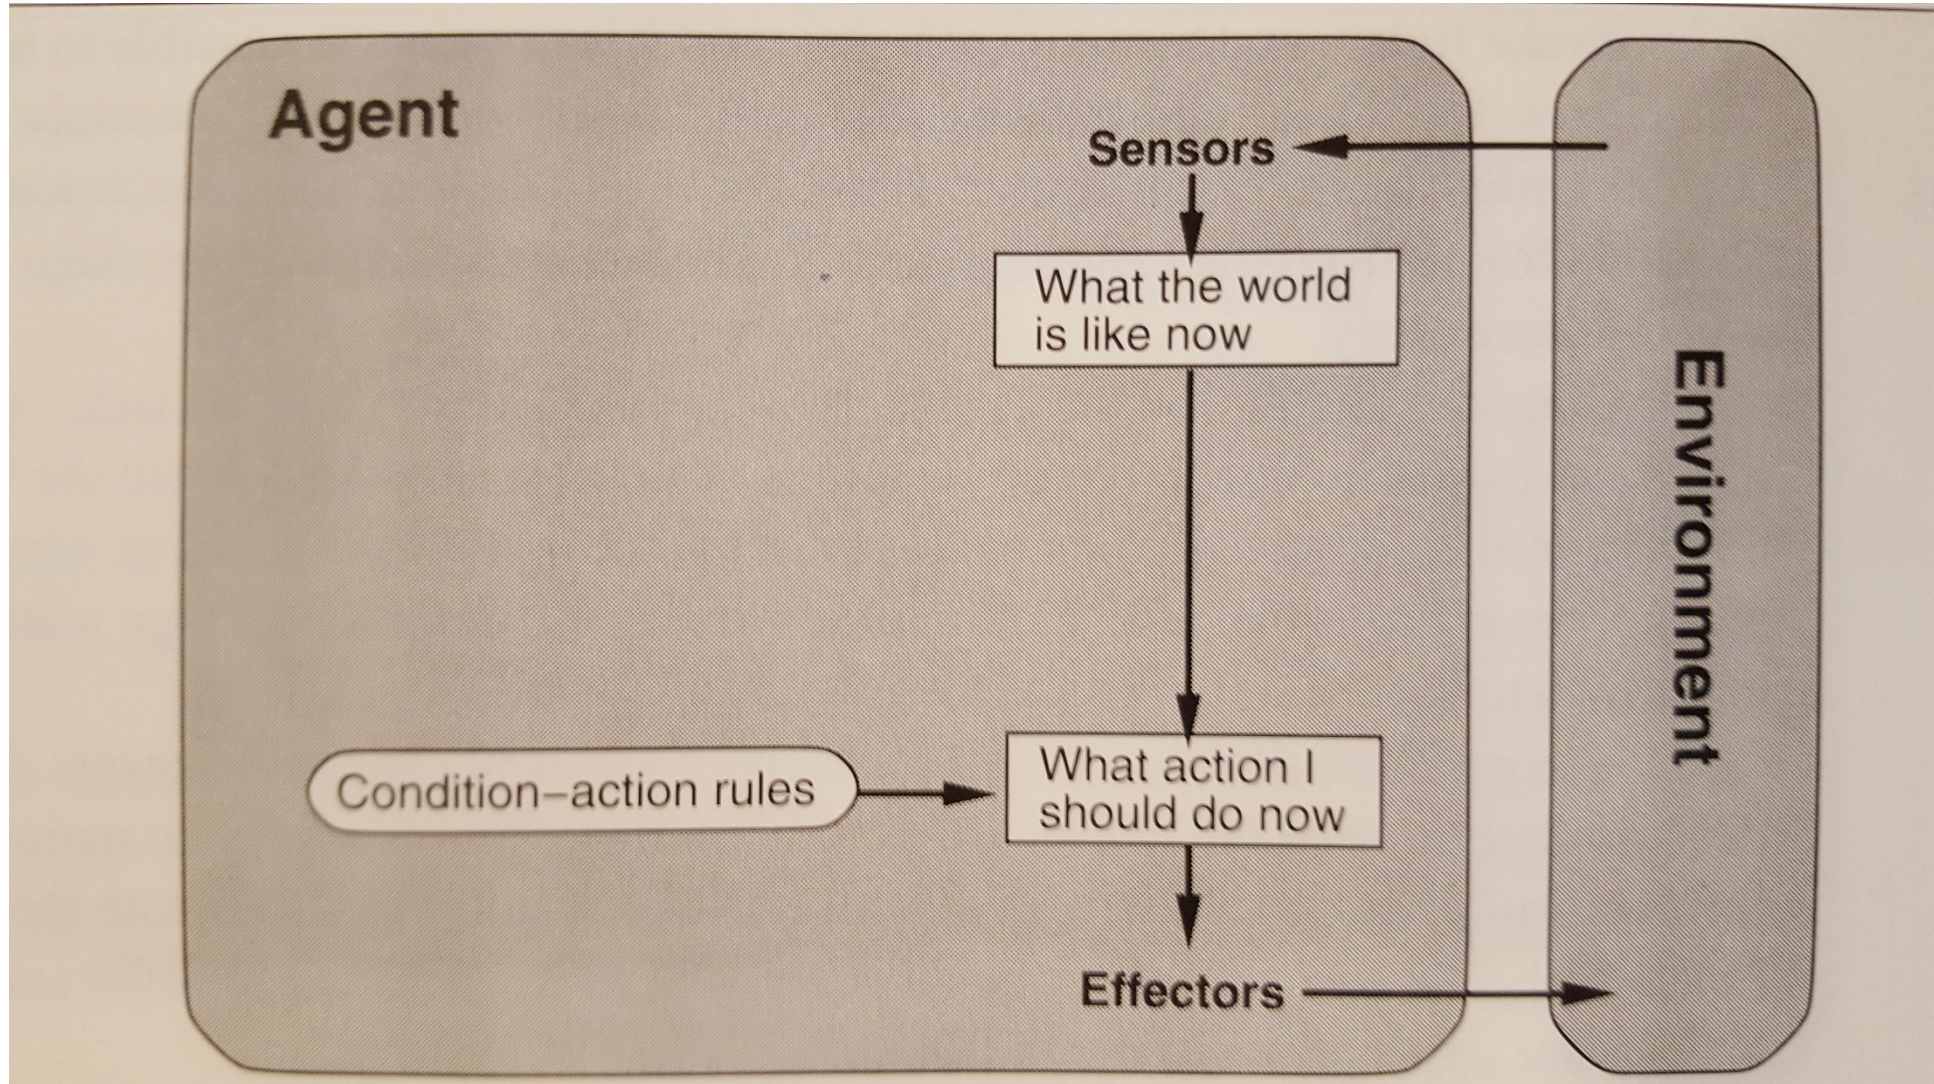 Agent
Sensors
What the world
is like now
Environment
Condition–action rules
What action I
should do now
Effectors